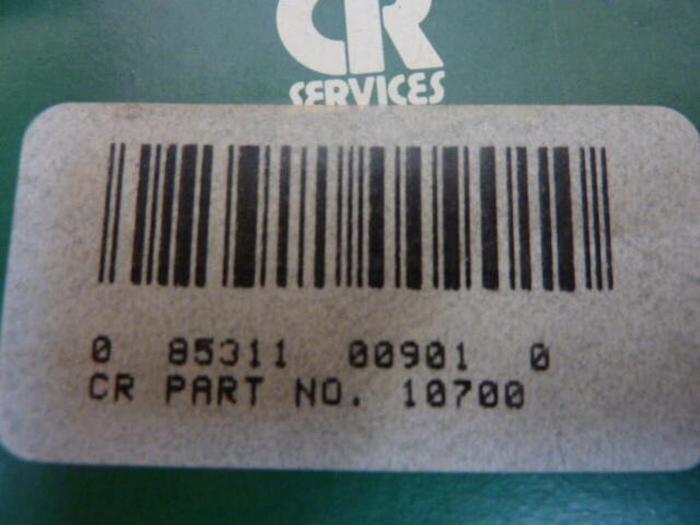 CR
SERVICES
0 85311 00901 0
CR PART NO. 10700